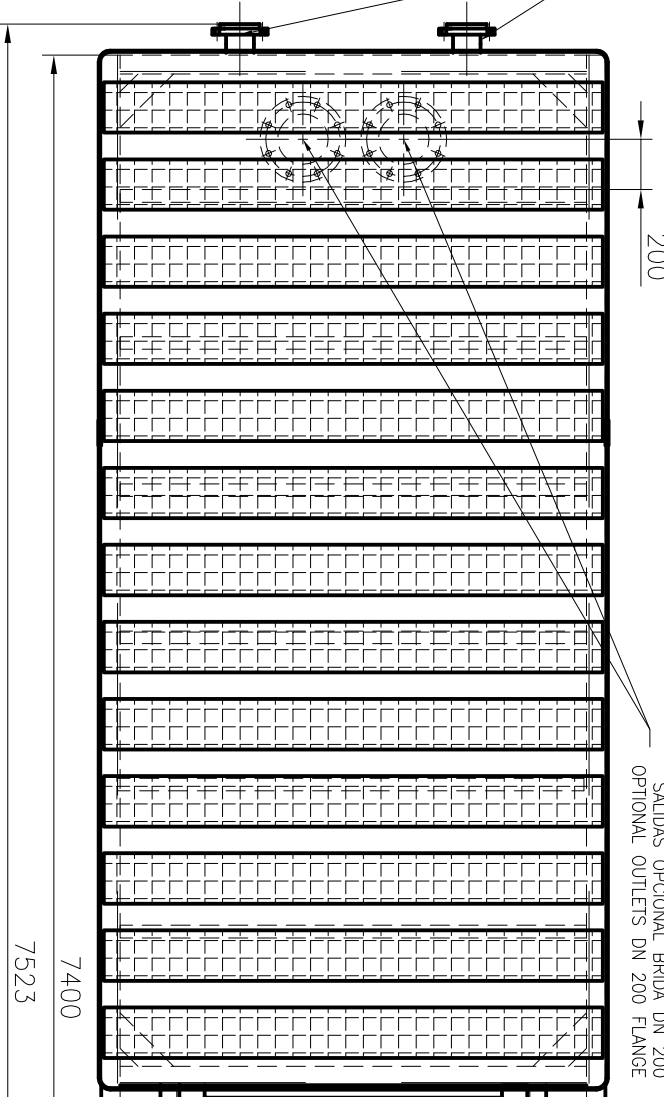 200
SALIDAS OPCIONAL BRIDA DN 200
OPTIONAL OUTLETS DN 200 FLANGE
7400
7523